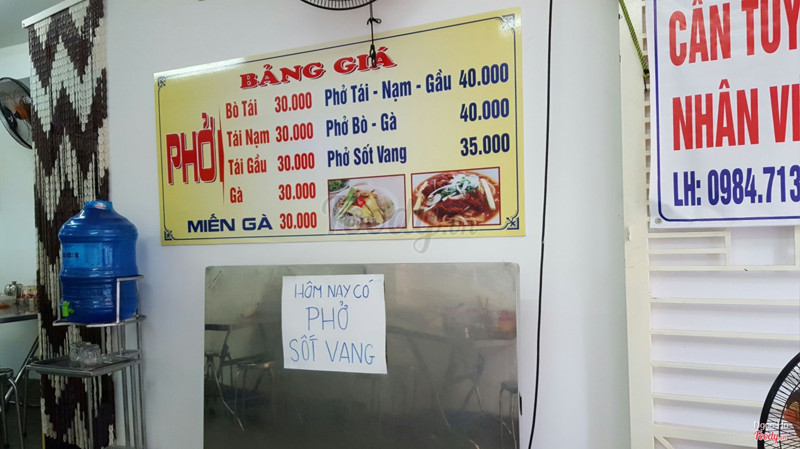 BẢNG GIÁ
PHỞ
Bò Tái 30.000
Tái Nạm 30.000
Tái Gầu 30.000
Gà 30.000
MIẾN GÀ 30.000
Phở Tái - Nạm - Gầu 40.000
Phở Bò - Gà 40.000
Phở Sốt Vang 35.000
HÔM NAY CÓ
PHỞ
SỐT VANG
CẦN TUY
NHÂN VI
LH: 0984.713
Foody.vn